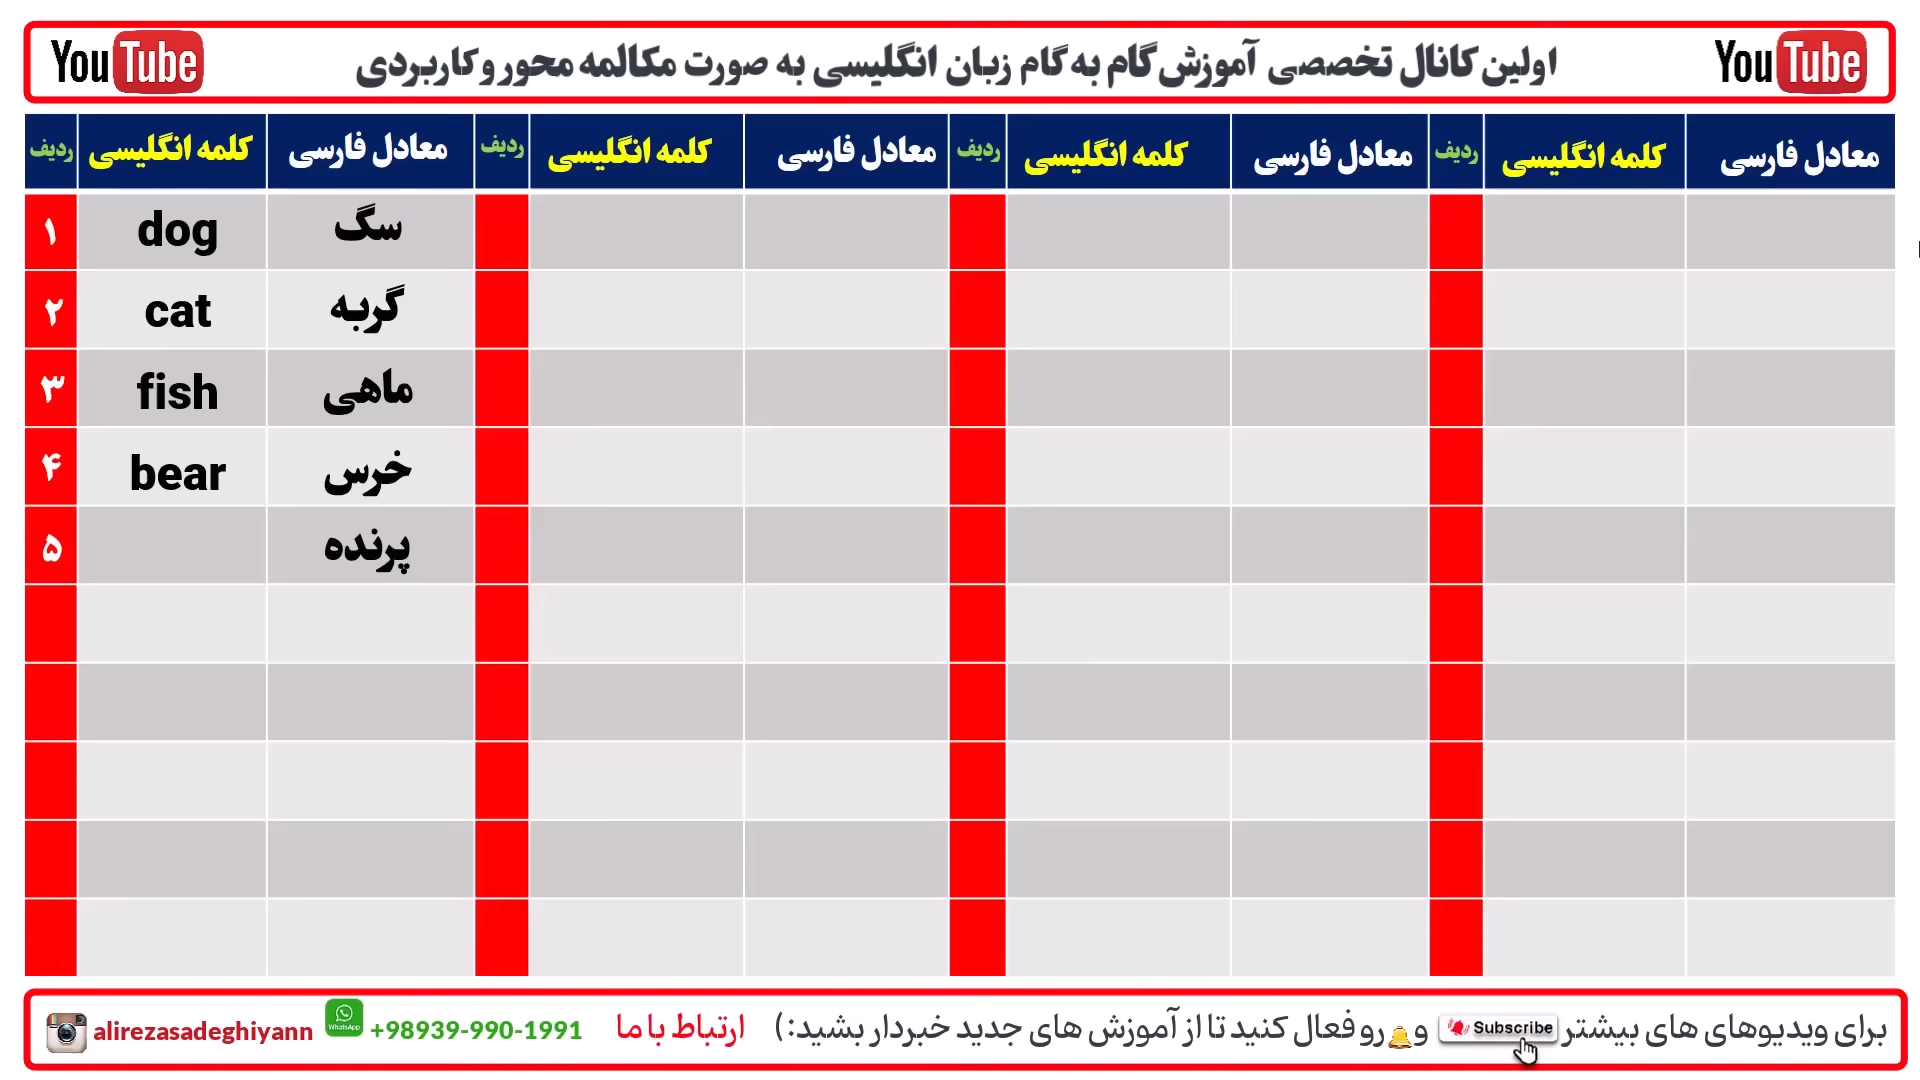 YouTube اولین کانال تخصصی آموزش گام به گام زبان انگلیسی به صورت مکالمه محور و کاربردی YouTube
ردیف کلمه انگلیسی معادل فارسی ردیف کلمه انگلیسی معادل فارسی ردیف کلمه انگلیسی معادل فارسی ردیف کلمه انگلیسی معادل فارسی
۱ dog سگ
۲ cat گربه
۳ fish ماهی
۴ bear خرس
۵ پرنده
برای ویدیوهای های بیشتر Subscribe و رو فعال کنید تا از آموزش های جدید خبردار بشید:) ارتباط با ما +98939-990-1991 WhatsApp alirezasadeghiyann